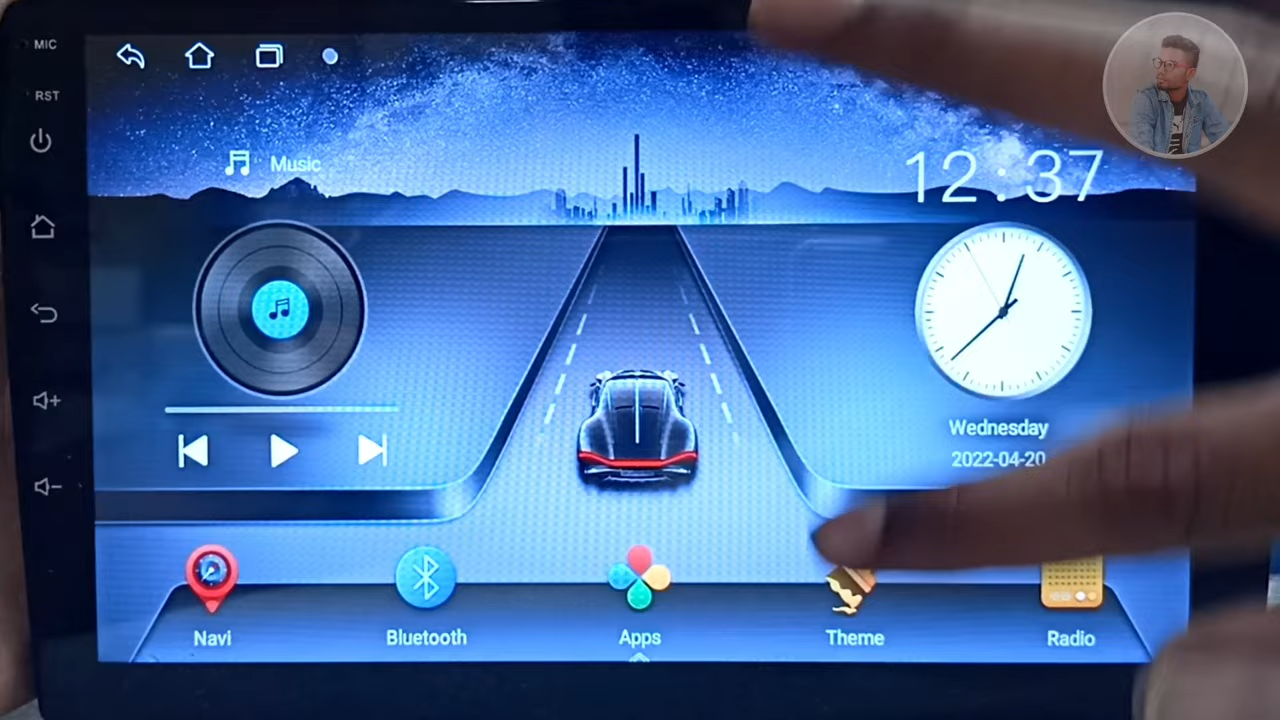 MIC
RST
Music
12:37
Wednesday
2022-04-20
Navi
Bluetooth
Apps
Theme
Radio